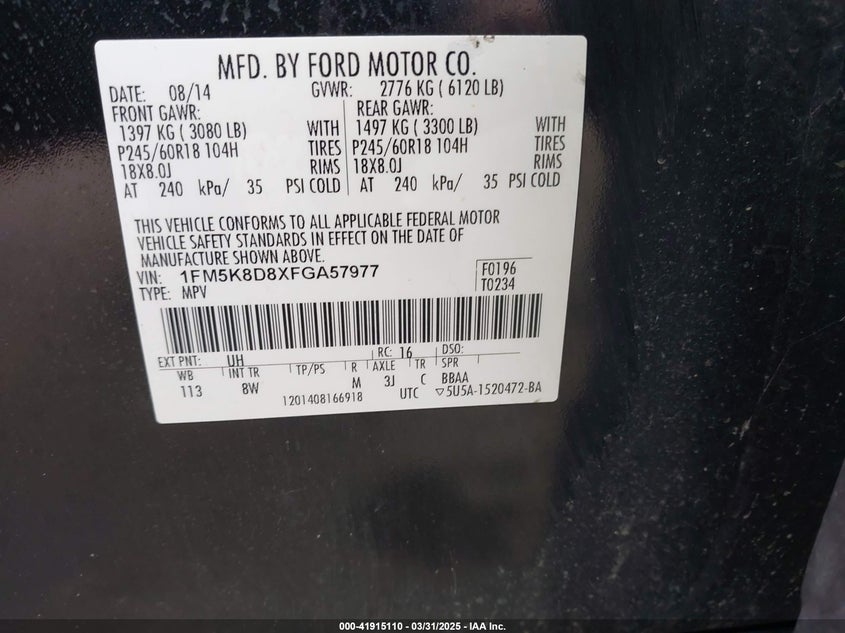 MFD. BY FORD MOTOR CO.
DATE: 08/14 GVWR: 2776 KG ( 6120 LB)
FRONT GAWR: REAR GAWR:
1397 KG ( 3080 LB) WITH 1497 KG ( 3300 LB) WITH
P245/60R18 104H TIRES P245/60R18 104H TIRES
18X8.0J RIMS 18X8.0J RIMS
AT 240 kPa/ 35 PSI COLD AT 240 kPa/ 35 PSI COLD
THIS VEHICLE CONFORMS TO ALL APPLICABLE FEDERAL MOTOR
VEHICLE SAFETY STANDARDS IN EFFECT ON THE DATE OF
MANUFACTURE SHOWN ABOVE.
VIN: 1FM5K8D8XFGA57977 F0196
TYPE: MPV T0234
EXT PNT: UH RC: 16 DSO:
WB INT TR TP/PS R AXLE TR SPR
113 8W M 3J C BBAA
1201408166918 UTC ▽5U5A-1520472-BA
000-41915110 - 03/31/2025 - IAA Inc.